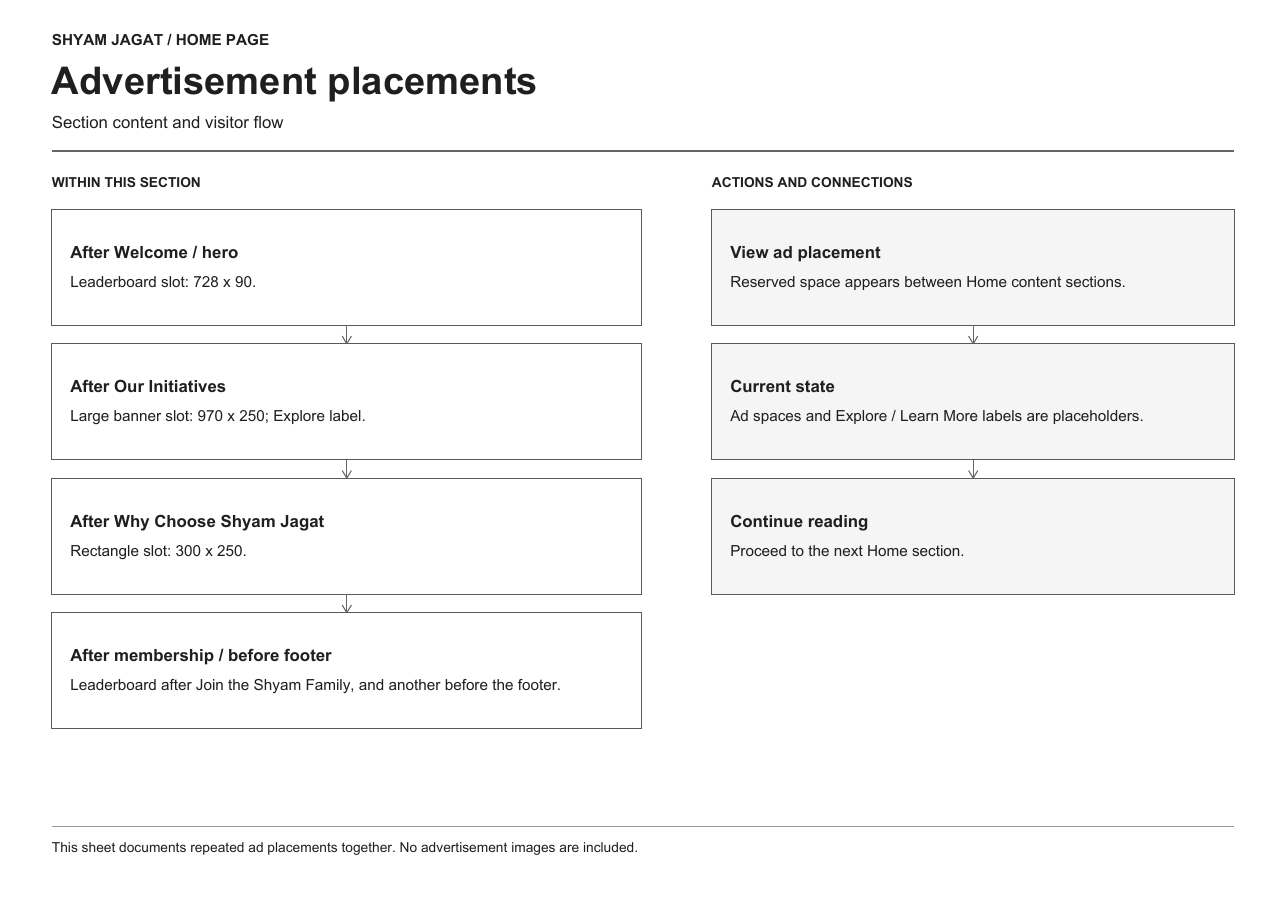 SHYAM JAGAT / HOME PAGE
Advertisement placements
Section content and visitor flow
WITHIN THIS SECTION
After Welcome / hero
Leaderboard slot: 728 x 90.
After Our Initiatives
Large banner slot: 970 x 250; Explore label.
After Why Choose Shyam Jagat
Rectangle slot: 300 x 250.
After membership / before footer
Leaderboard after Join the Shyam Family, and another before the footer.
ACTIONS AND CONNECTIONS
View ad placement
Reserved space appears between Home content sections.
Current state
Ad spaces and Explore / Learn More labels are placeholders.
Continue reading
Proceed to the next Home section.
This sheet documents repeated ad placements together. No advertisement images are included.